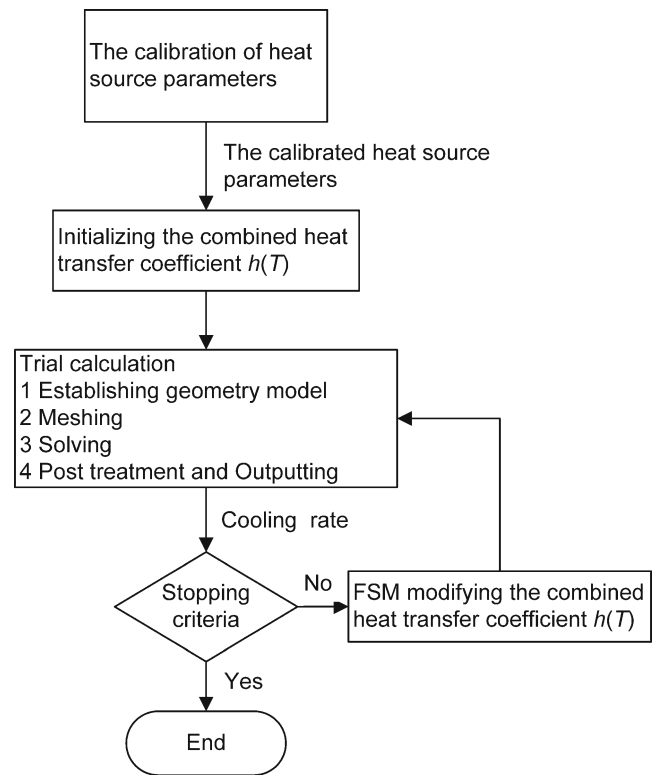 The calibration of heat
source parameters
The calibrated heat source
parameters
Initializing the combined heat
transfer coefficient h(T)
Trial calculation
1 Establishing geometry model
2 Meshing
3 Solving
4 Post treatment and Outputting
Cooling rate
Stopping
criteria
No
FSM modifying the combined
heat transfer coefficient h(T)
Yes
End